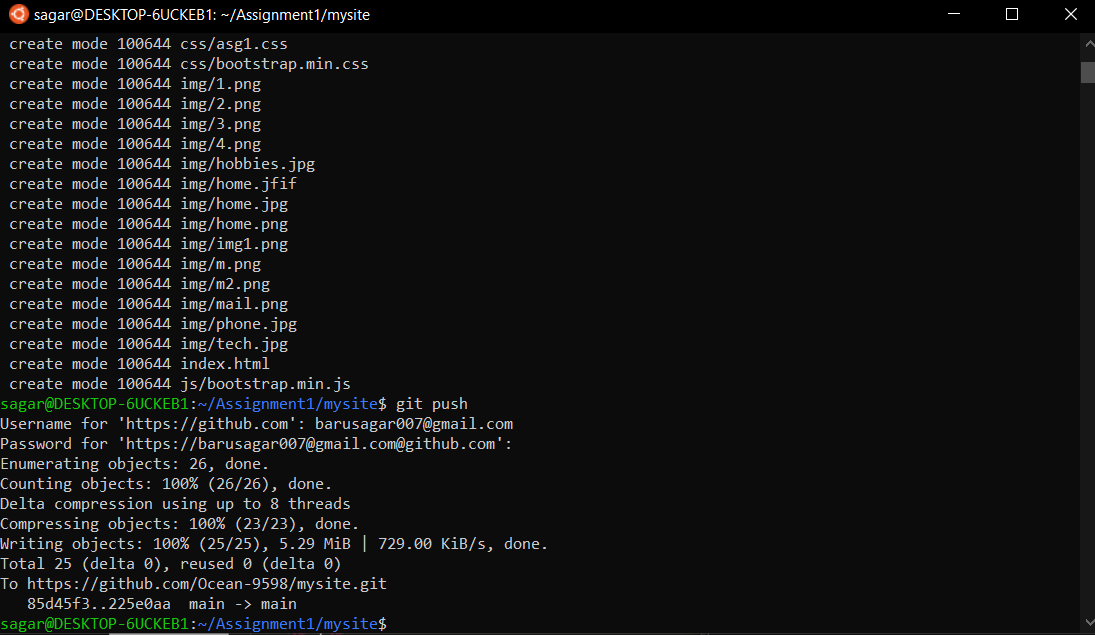 sagar@DESKTOP-6UCKEB1: ~/Assignment1/mysite
create mode 100644 css/asg1.css
create mode 100644 css/bootstrap.min.css
create mode 100644 img/1.png
create mode 100644 img/2.png
create mode 100644 img/3.png
create mode 100644 img/4.png
create mode 100644 img/hobbies.jpg
create mode 100644 img/home.jfif
create mode 100644 img/home.jpg
create mode 100644 img/home.png
create mode 100644 img/img1.png
create mode 100644 img/m.png
create mode 100644 img/m2.png
create mode 100644 img/mail.png
create mode 100644 img/phone.jpg
create mode 100644 img/tech.jpg
create mode 100644 index.html
create mode 100644 js/bootstrap.min.js
sagar@DESKTOP-6UCKEB1:~/Assignment1/mysite$ git push
Username for 'https://github.com': barusagar007@gmail.com
Password for 'https://barusagar007@gmail.com@github.com':
Enumerating objects: 26, done.
Counting objects: 100% (26/26), done.
Delta compression using up to 8 threads
Compressing objects: 100% (23/23), done.
Writing objects: 100% (25/25), 5.29 MiB | 729.00 KiB/s, done.
Total 25 (delta 0), reused 0 (delta 0)
To https://github.com/Ocean-9598/mysite.git
85d45f3..225e0aa  main -> main
sagar@DESKTOP-6UCKEB1:~/Assignment1/mysite$